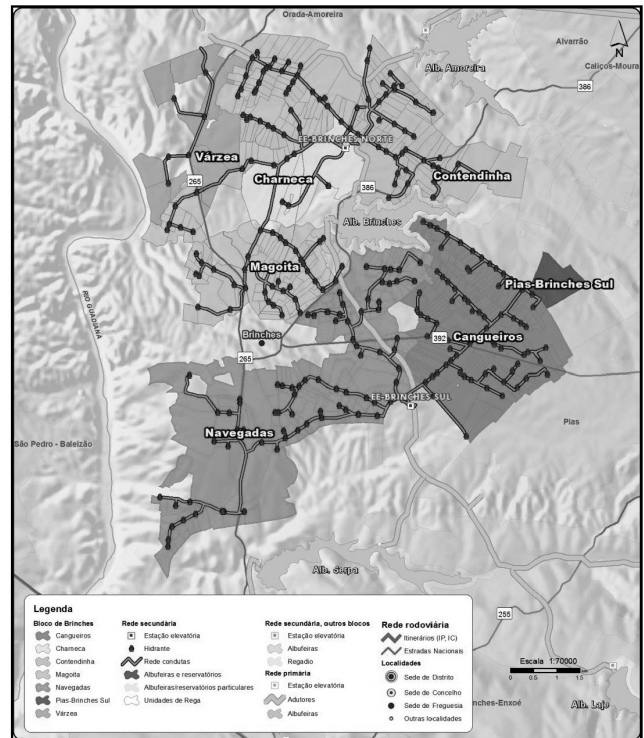 Orada-Amoreira
Alvarrão
Caliços-Moura
N
Alb. Amoreira
386
EE-BRINCHES NORTE
Várzea
Charneca
Contendinha
265
386
Alb. Brinches
Magoita
Pias-Brinches Sul
RIO GUADIANA
Brinches
392
Cangueiros
265
EE-BRINCHES SUL
Navegadas
Pias
São Pedro - Baleizão
Alb. Serpa
255
Legenda
Bloco de Brinches
Cangueiros
Charneca
Contendinha
Magoita
Navegadas
Pias-Brinches Sul
Várzea
Rede secundária
Estação elevatória
Hidrante
Rede condutas
Albufeiras e reservatórios
Albufeiras/reservatórios particulares
Unidades de Rega
Rede secundária, outros blocos
Estação elevatória
Albufeiras
Regadio
Rede primária
Estação elevatória
Adutores
Albufeiras
Rede rodoviária
Itinerários (IP, IC)
Estradas Nacionais
Localidades
Sede de Distrito
Sede de Concelho
Sede de Freguesia
Outras localidades
Escala 1:70000
0 0.5 1 1.5
nches-Enxoé
Alb. Laje